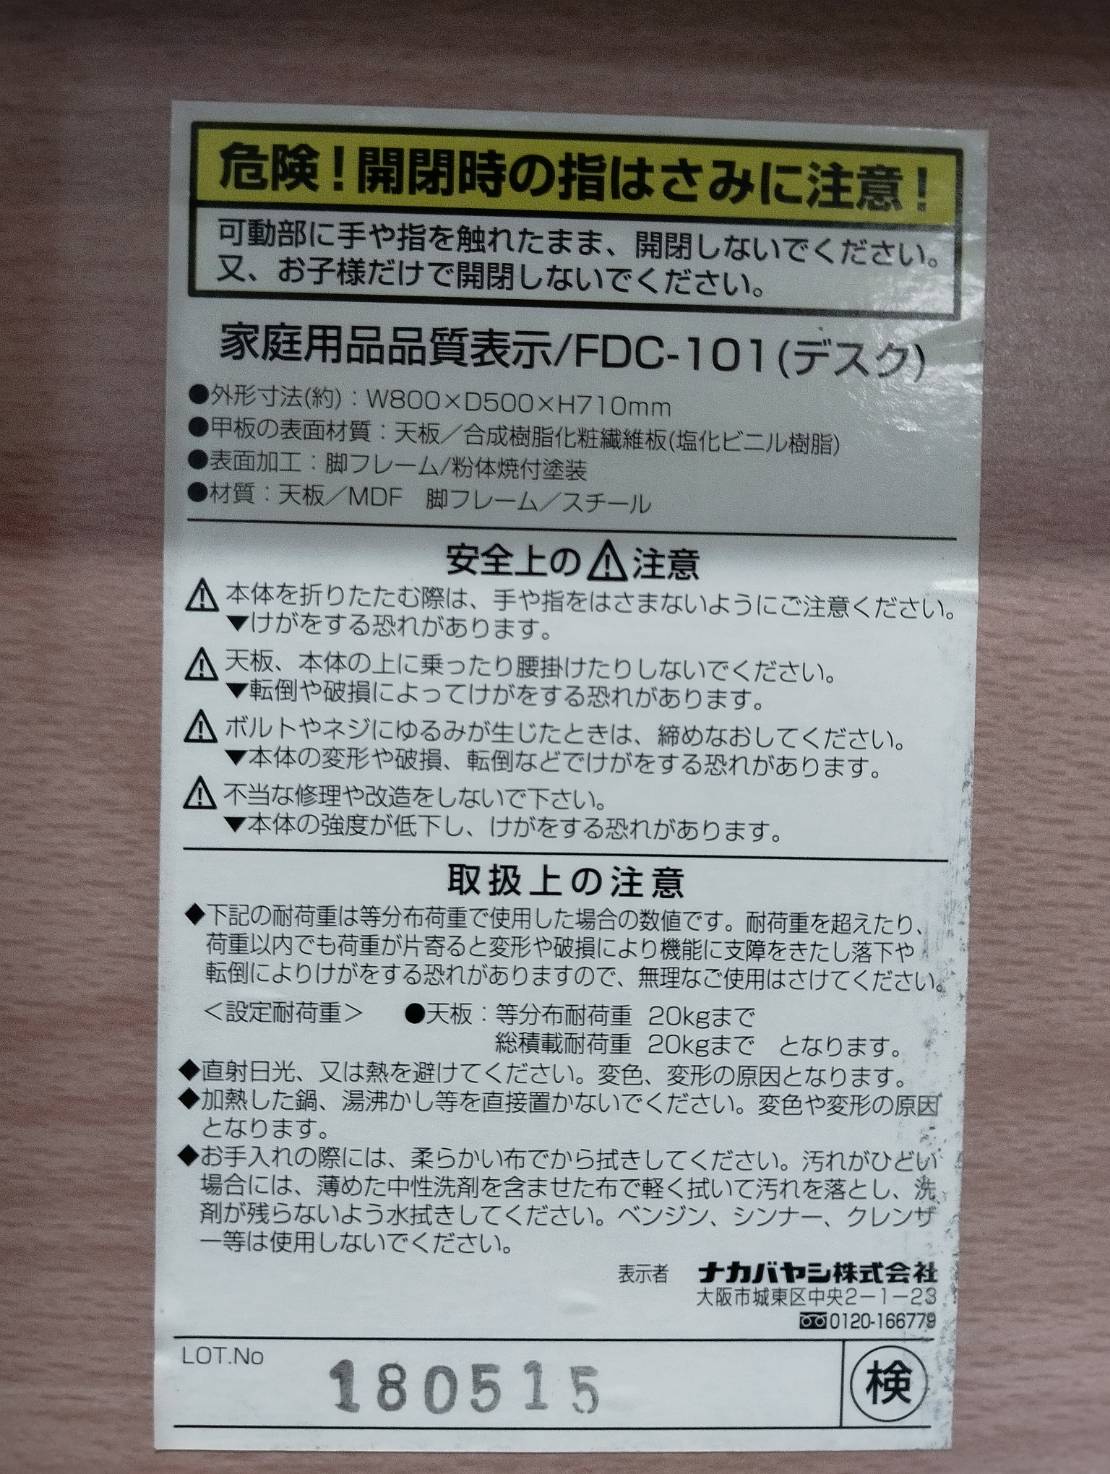 危険!開閉時の指はさみに注意!
可動部に手や指を触れたまま、開閉しないでください。
又、お子様だけで開閉しないでください。
家庭用品品質表示/FDC-101(デスク)
●外形寸法(約):W800×D500×H710mm
●甲板の表面材質:天板/合成樹脂化粧繊維板(塩化ビニル樹脂)
●表面加工:脚フレーム/粉体焼付塗装
●材質:天板/MDF 脚フレーム/スチール
安全上の⚠注意
⚠本体を折りたたむ際は、手や指をはさまないようにご注意ください。
▼けがをする恐れがあります。
⚠天板、本体の上に乗ったり腰掛けたりしないでください。
▼転倒や破損によってけがをする恐れがあります。
⚠ボルトやネジにゆるみが生じたときは、締めなおしてください。
▼本体の変形や破損、転倒などでけがをする恐れがあります。
⚠不当な修理や改造をしないで下さい。
▼本体の強度が低下し、けがをする恐れがあります。
取扱上の注意
◆下記の耐荷重は等分布荷重で使用した場合の数値です。耐荷重を超えたり、
荷重以内でも荷重が片寄ると変形や破損により機能に支障をきたし落下や
転倒によりけがをする恐れがありますので、無理なご使用はさけてください。
<設定耐荷重> ●天板:等分布耐荷重 20kgまで
総積載耐荷重 20kgまで となります。
◆直射日光、又は熱を避けてください。変色、変形の原因となります。
◆加熱した鍋、湯沸かし等を直接置かないでください。変色や変形の原因
となります。
◆お手入れの際には、柔らかい布でから拭きしてください。汚れがひどい
場合には、薄めた中性洗剤を含ませた布で軽く拭いて汚れを落とし、洗
剤が残らないよう水拭きしてください。ベンジン、シンナー、クレンザ
ー等は使用しないでください。
表示者 ナカバヤシ株式会社
大阪市城東区中央2-1-23
0120-166779
LOT.No
180515
検